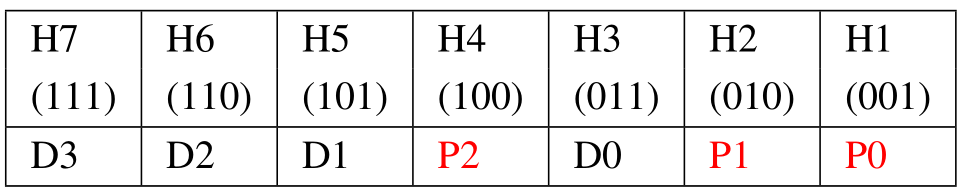 H7 H6 H5 H4 H3 H2 H1
(111) (110) (101) (100) (011) (010) (001)
D3 D2 D1 P2 D0 P1 P0